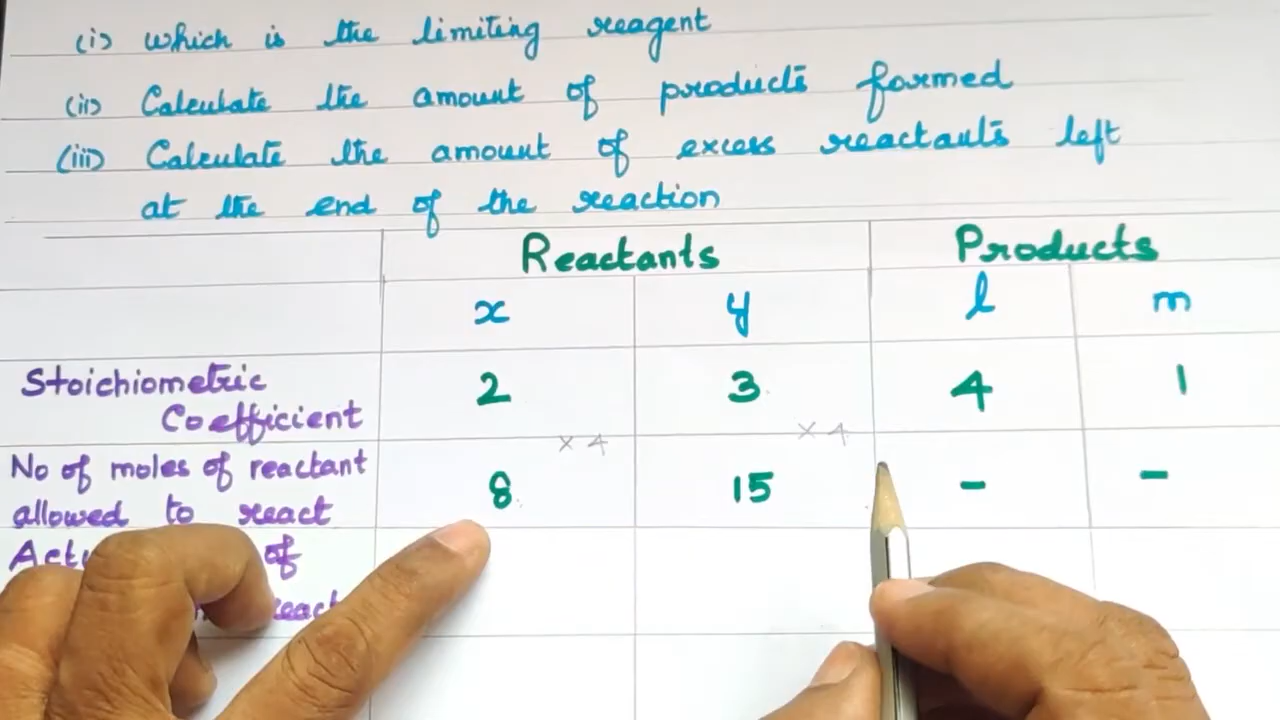 (i) which is the limiting reagent
(ii) Calculate the amount of products formed
(iii) Calculate the amount of excess reactants left
at the end of the reaction
Reactants Products
x y l m
Stoichiometric
Coefficient 2 3 4 1
× 4 × 4
No of moles of reactant
allowed to react 8 15 - -
of